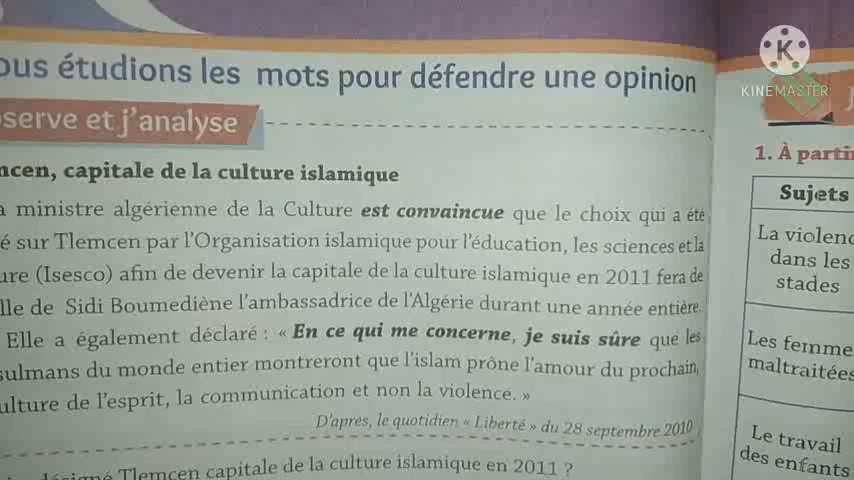 ous étudions les mots pour défendre une opinion
serve et j'analyse
mcen, capitale de la culture islamique
a ministre algérienne de la Culture est convaincue que le choix qui a été
é sur Tlemcen par l'Organisation islamique pour l'éducation, les sciences et la
ure (Isesco) afin de devenir la capitale de la culture islamique en 2011 fera de
lle de Sidi Boumediène l'ambassadrice de l'Algérie durant une année entière.
Elle a également déclaré : « En ce qui me concerne, je suis sûre que les
sulmans du monde entier montreront que l'islam prône l'amour du prochain,
ulture de l'esprit, la communication et non la violence. »
D'après, le quotidien « Liberté » du 28 septembre 2010
désigné Tlemcen capitale de la culture islamique en 2011 ?
KINEMASTER
J
1. À parti
Sujets
La violenc
dans les
stades
Les femme
maltraitées
Le travail
des enfants